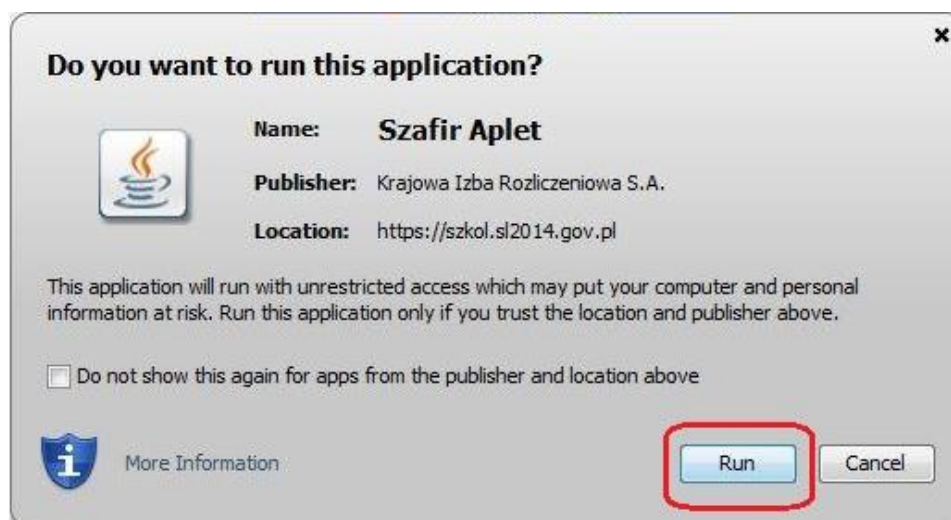 Do you want to run this application?
Name: Szafir Aplet
Publisher: Krajowa Izba Rozliczeniowa S.A.
Location: https://szkol.sl2014.gov.pl
This application will run with unrestricted access which may put your computer and personal
information at risk. Run this application only if you trust the location and publisher above.
Do not show this again for apps from the publisher and location above
More Information
Run
Cancel